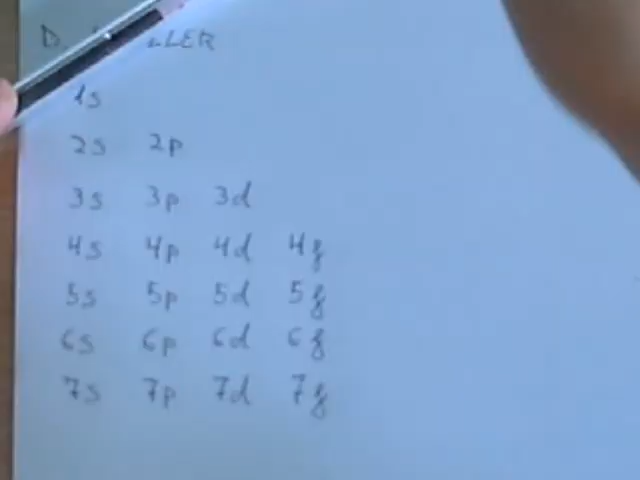 D.
1s
2s 2p
3s 3p 3d
4s 4p 4d 4f
5s 5p 5d 5f
6s 6p 6d 6f
7s 7p 7d 7f